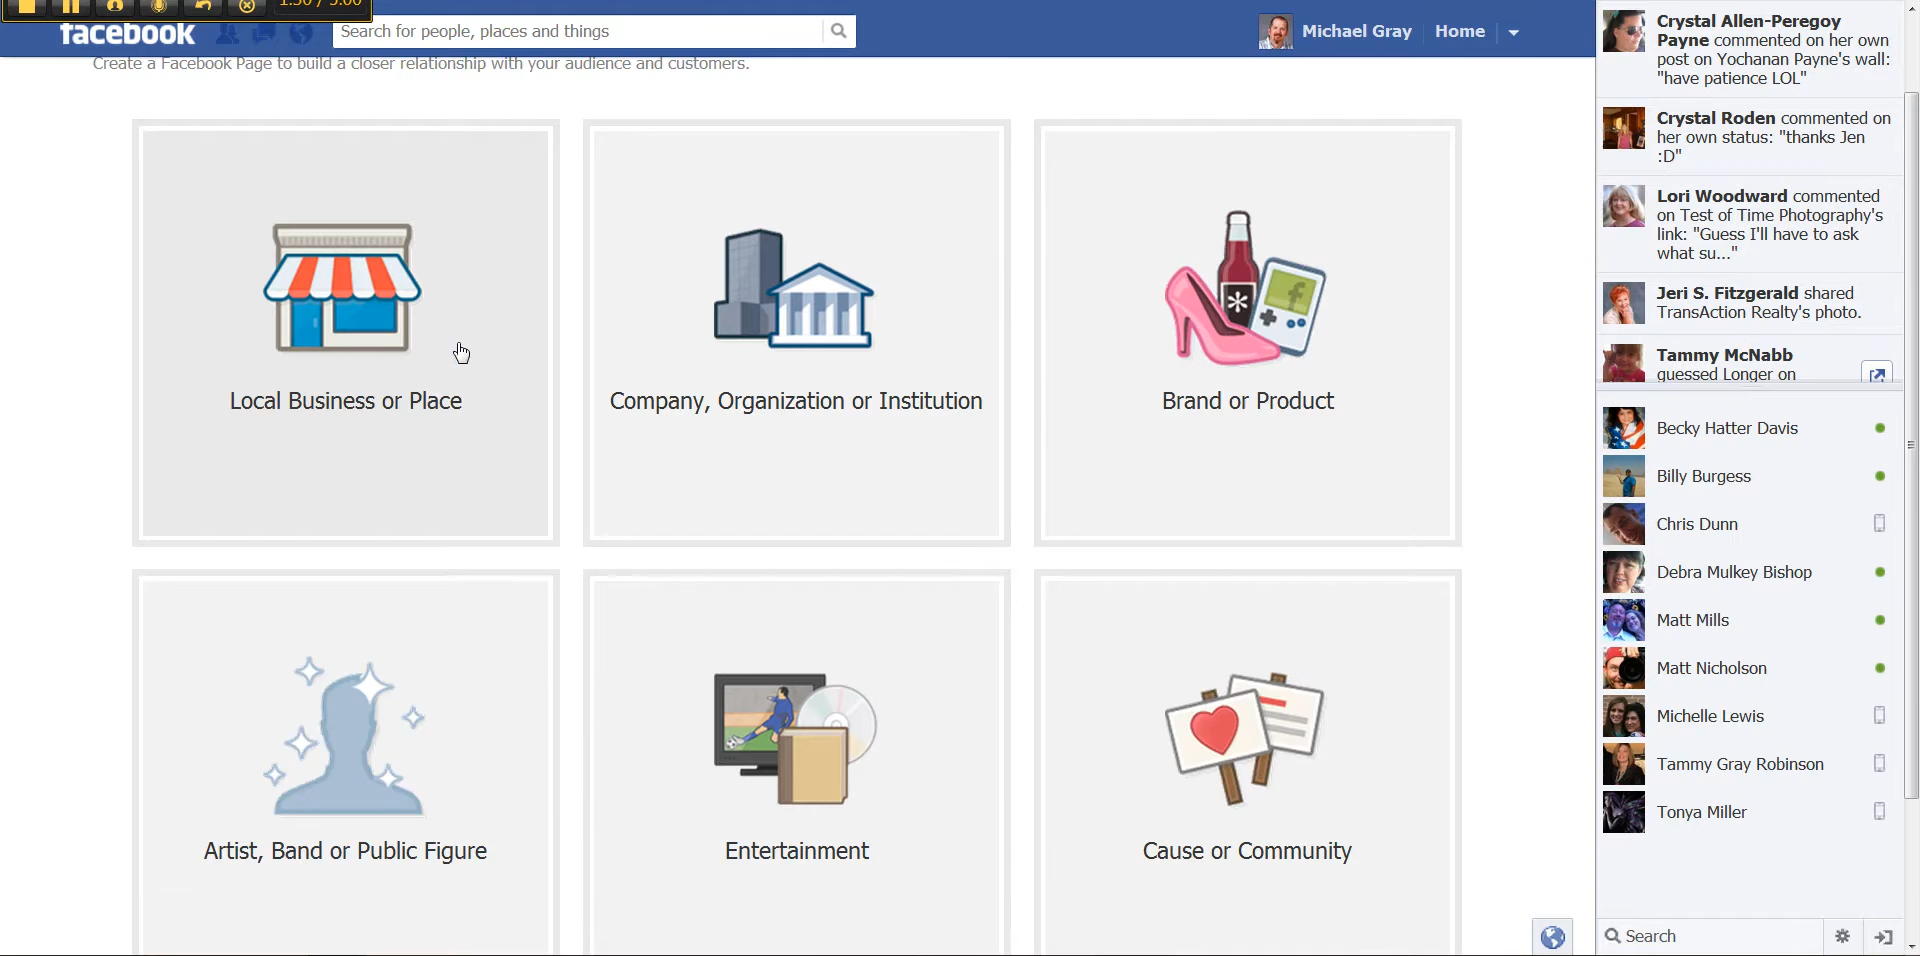 1:50 / 5:00
facebook
Search for people, places and things
Michael Gray
Home
Create a Facebook Page to build a closer relationship with your audience and customers.
Local Business or Place
Company, Organization or Institution
Brand or Product
Artist, Band or Public Figure
Entertainment
Cause or Community
Crystal Allen-Peregoy
Payne commented on her own
post on Yochanan Payne's wall:
"have patience LOL"
Crystal Roden commented on
her own status: "thanks Jen
:D"
Lori Woodward commented
on Test of Time Photography's
link: "Guess I'll have to ask
what su..."
Jeri S. Fitzgerald shared
TransAction Realty's photo.
Tammy McNabb
guessed Longer on
Becky Hatter Davis
Billy Burgess
Chris Dunn
Debra Mulkey Bishop
Matt Mills
Matt Nicholson
Michelle Lewis
Tammy Gray Robinson
Tonya Miller
Search